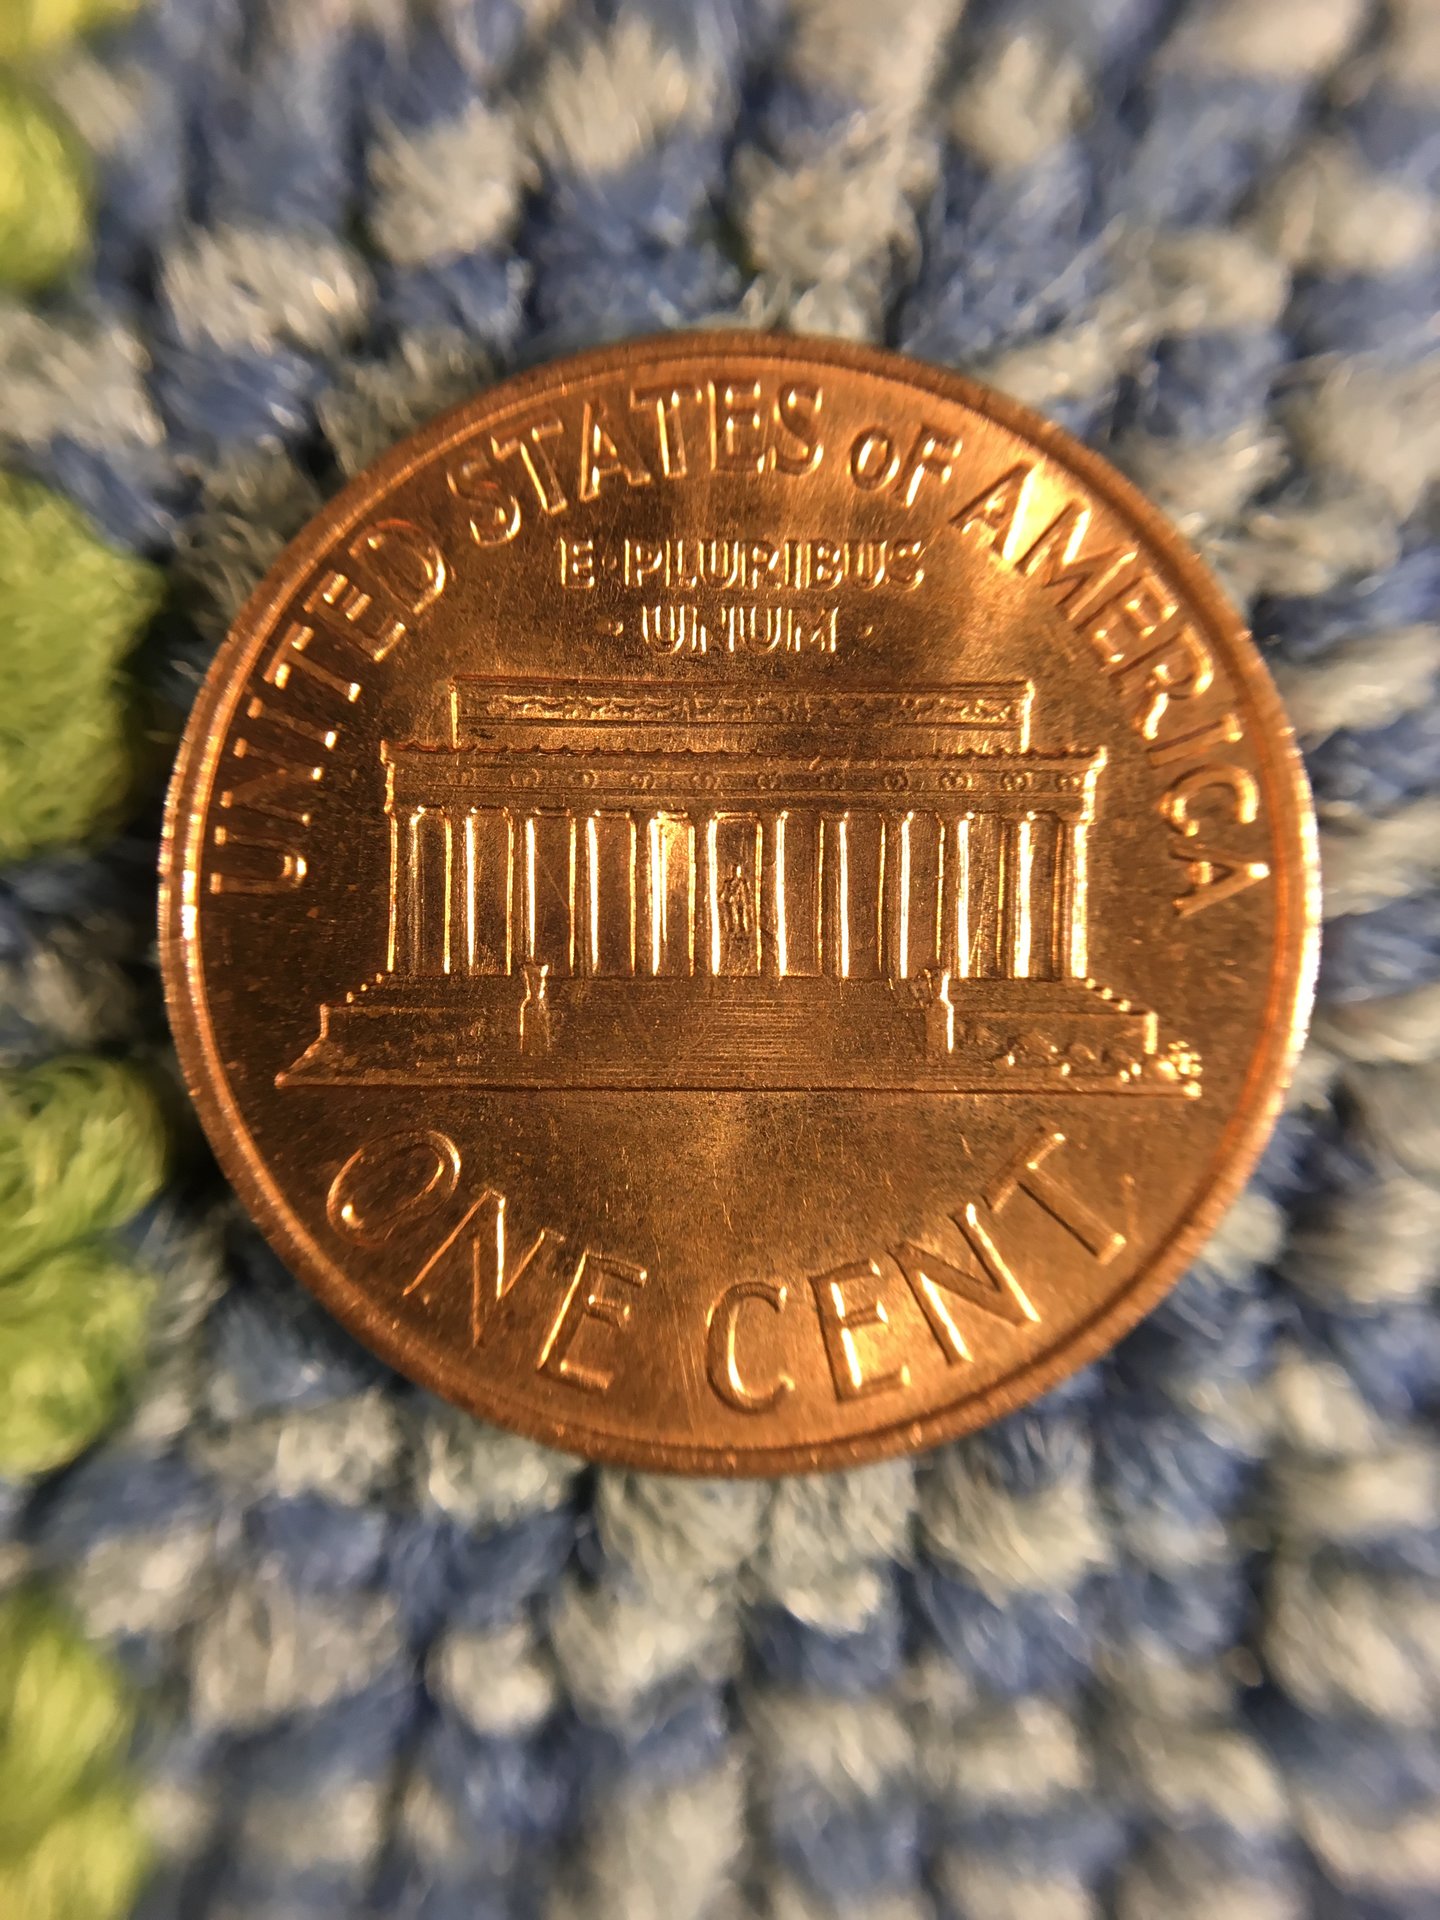 UNITED STATES OF AMERICA
E·PLURIBUS
·UNUM·
ONE CENT